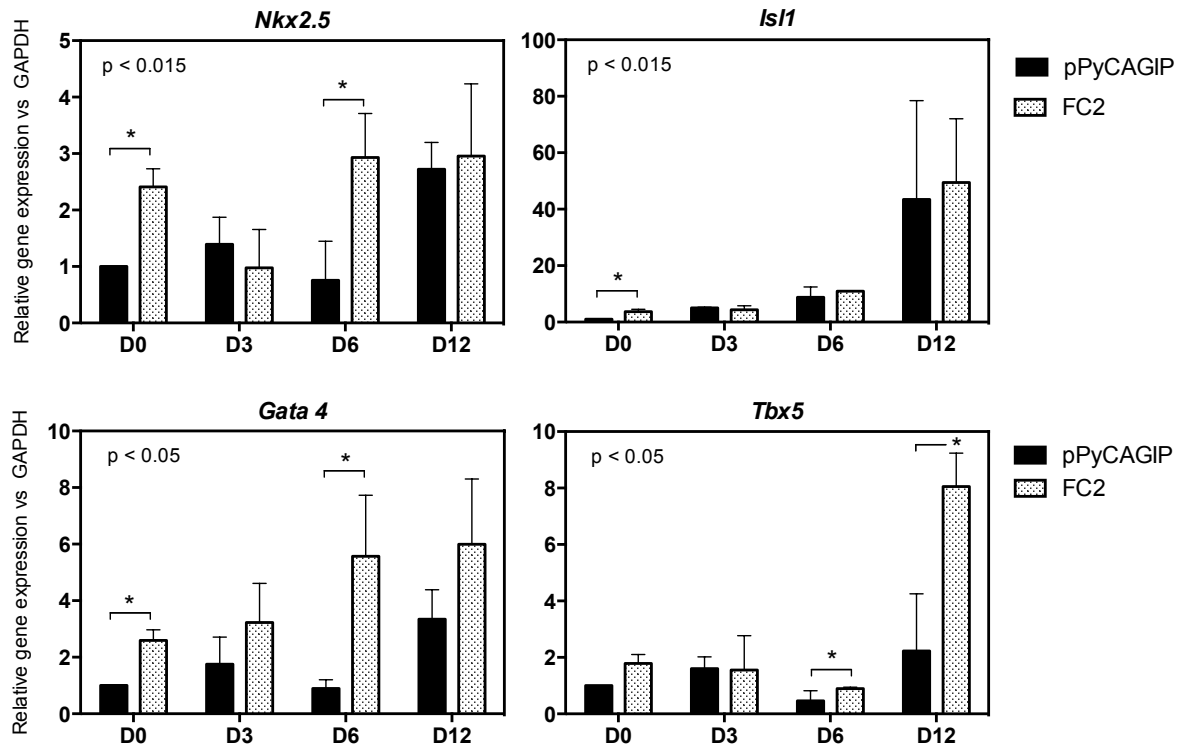 Nkx2.5
Isl1
Relative gene expression vs GAPDH
5
4
3
2
1
0
p < 0.015
*
*
D0 D3 D6 D12
100
80
60
40
20
0
p < 0.015
*
D0 D3 D6 D12
pPyCAGIP
FC2
Gata 4
Tbx5
Relative gene expression vs GAPDH
10
8
6
4
2
0
p < 0.05
*
*
D0 D3 D6 D12
10
8
6
4
2
0
p < 0.05
*
*
D0 D3 D6 D12
pPyCAGIP
FC2